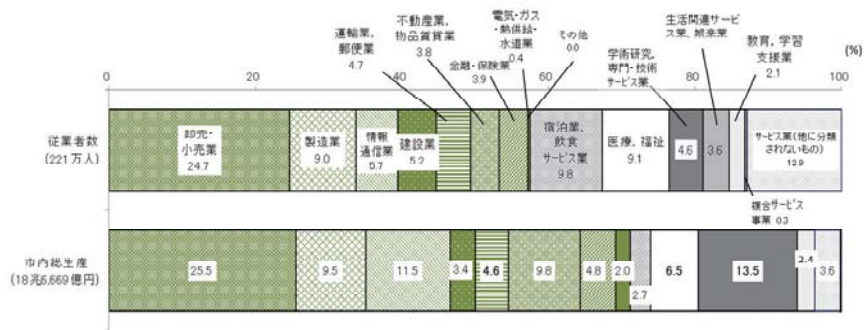 電気・ガス
・熱供給・
水道業
0.4
不動産業,
物品賃貸業
3.8
運輸業,
郵便業
4.7
金融・保険業
3.9
その他
0.0
学術研究,
専門・技術
サービス業
生活関連サービ
ス業、娯楽業
教育,学習
支援業
2.1
(%)
0
20
40
60
80
100
従業者数
(221万人)
卸売・
小売業
24.7
製造業
9.0
情報
通信業
5.7
建設業
5.2
宿泊業、
飲食
サービス業
9.8
医療、福祉
9.1
4.6
3.6
サービス業(他に分類
されないもの)
12.9
複合サービス
事業 0.3
市内総生産
(18兆6,669億円)
25.5
9.5
11.5
3.4
4.6
9.8
4.8
2.0
2.7
6.5
13.5
2.4
3.6